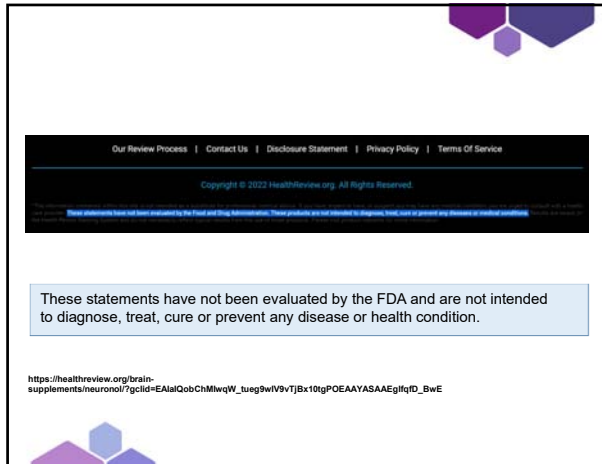 Our Review Process | Contact Us | Disclosure Statement | Privacy Policy | Terms Of Service
Copyright © 2022 HealthReview.org. All Rights Reserved.
These statements have not been evaluated by the Food and Drug Administration. These products are not intended to diagnose, treat, cure or prevent any diseases or medical conditions.
These statements have not been evaluated by the FDA and are not intended
to diagnose, treat, cure or prevent any disease or health condition.
https://healthreview.org/brain-
supplements/neuronol/?gclid=EAIaIQobChMIwqW_tueg9wIV9vTjBx10tgPOEAAYASAAEgIfqfD_BwE